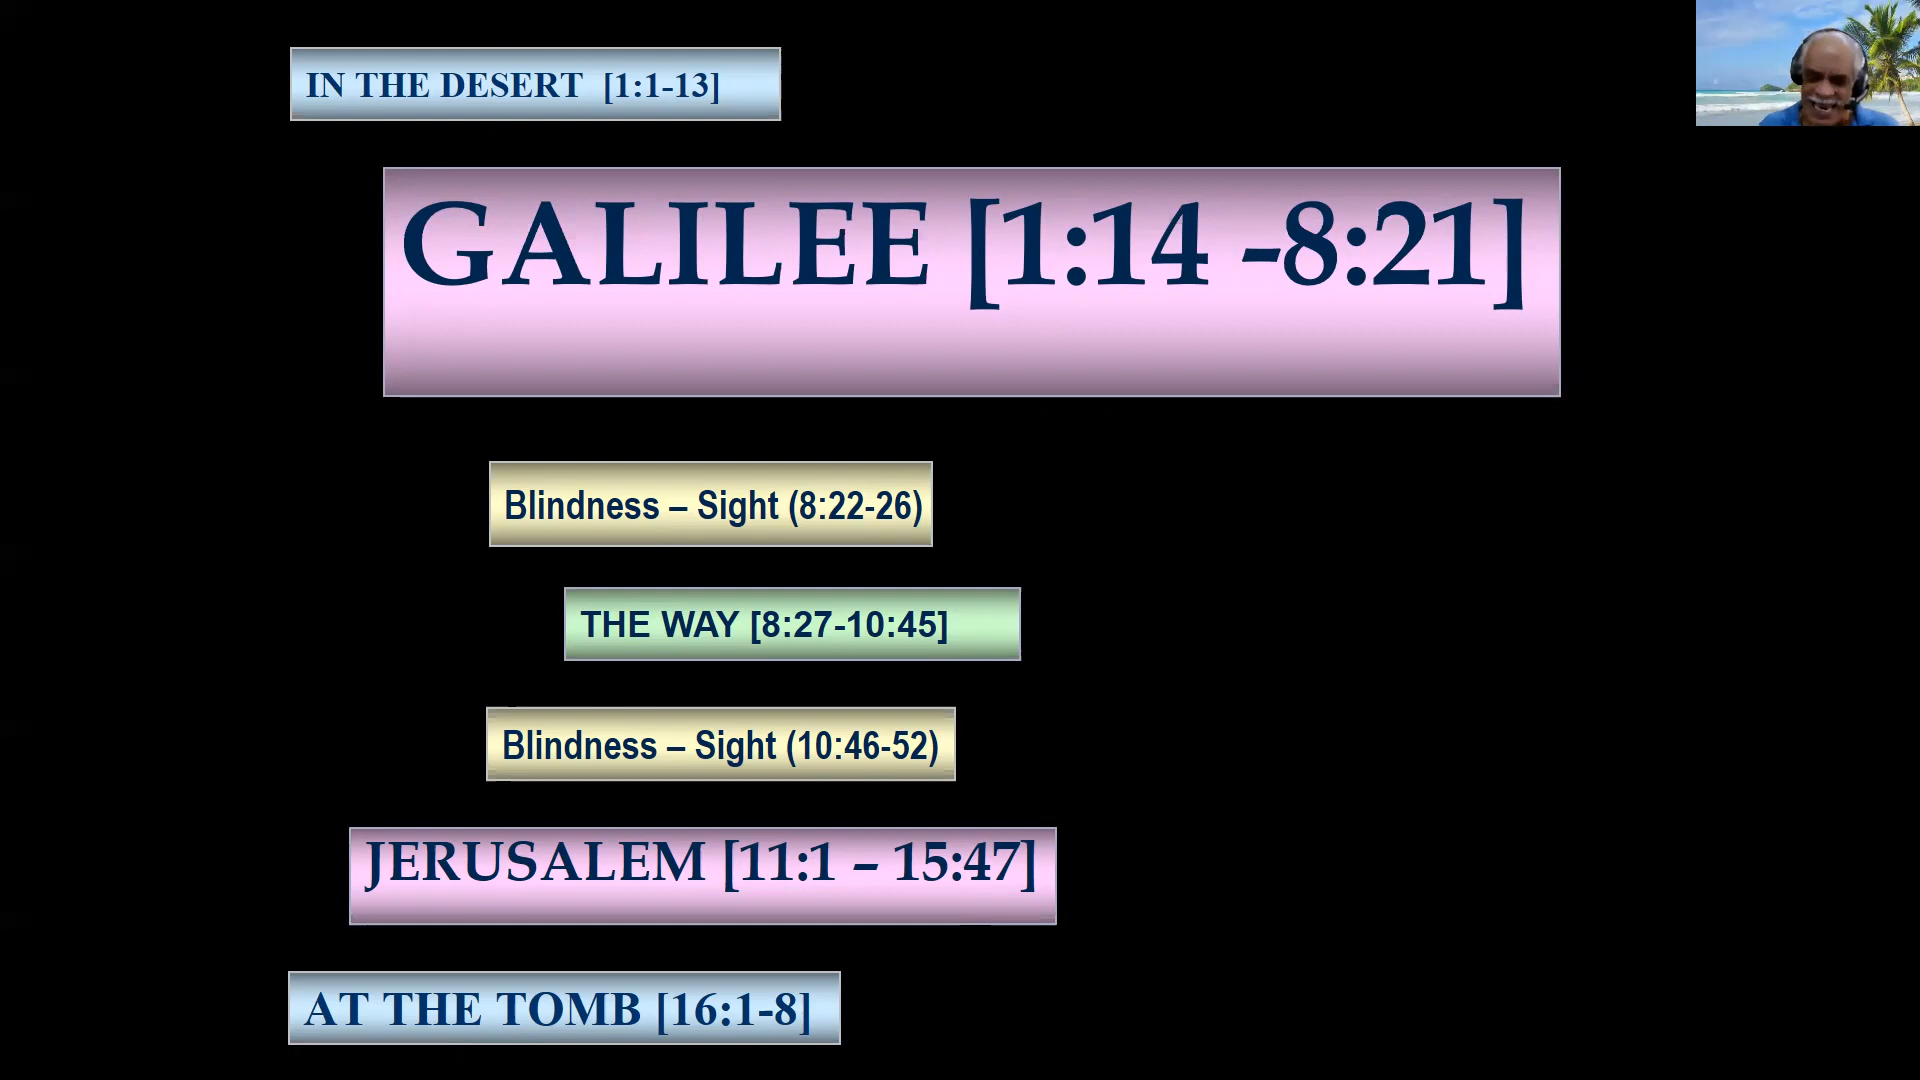 IN THE DESERT [1:1-13]
GALILEE [1:14 -8:21]
Blindness – Sight (8:22-26)
THE WAY [8:27-10:45]
Blindness – Sight (10:46-52)
JERUSALEM [11:1 – 15:47]
AT THE TOMB [16:1-8]